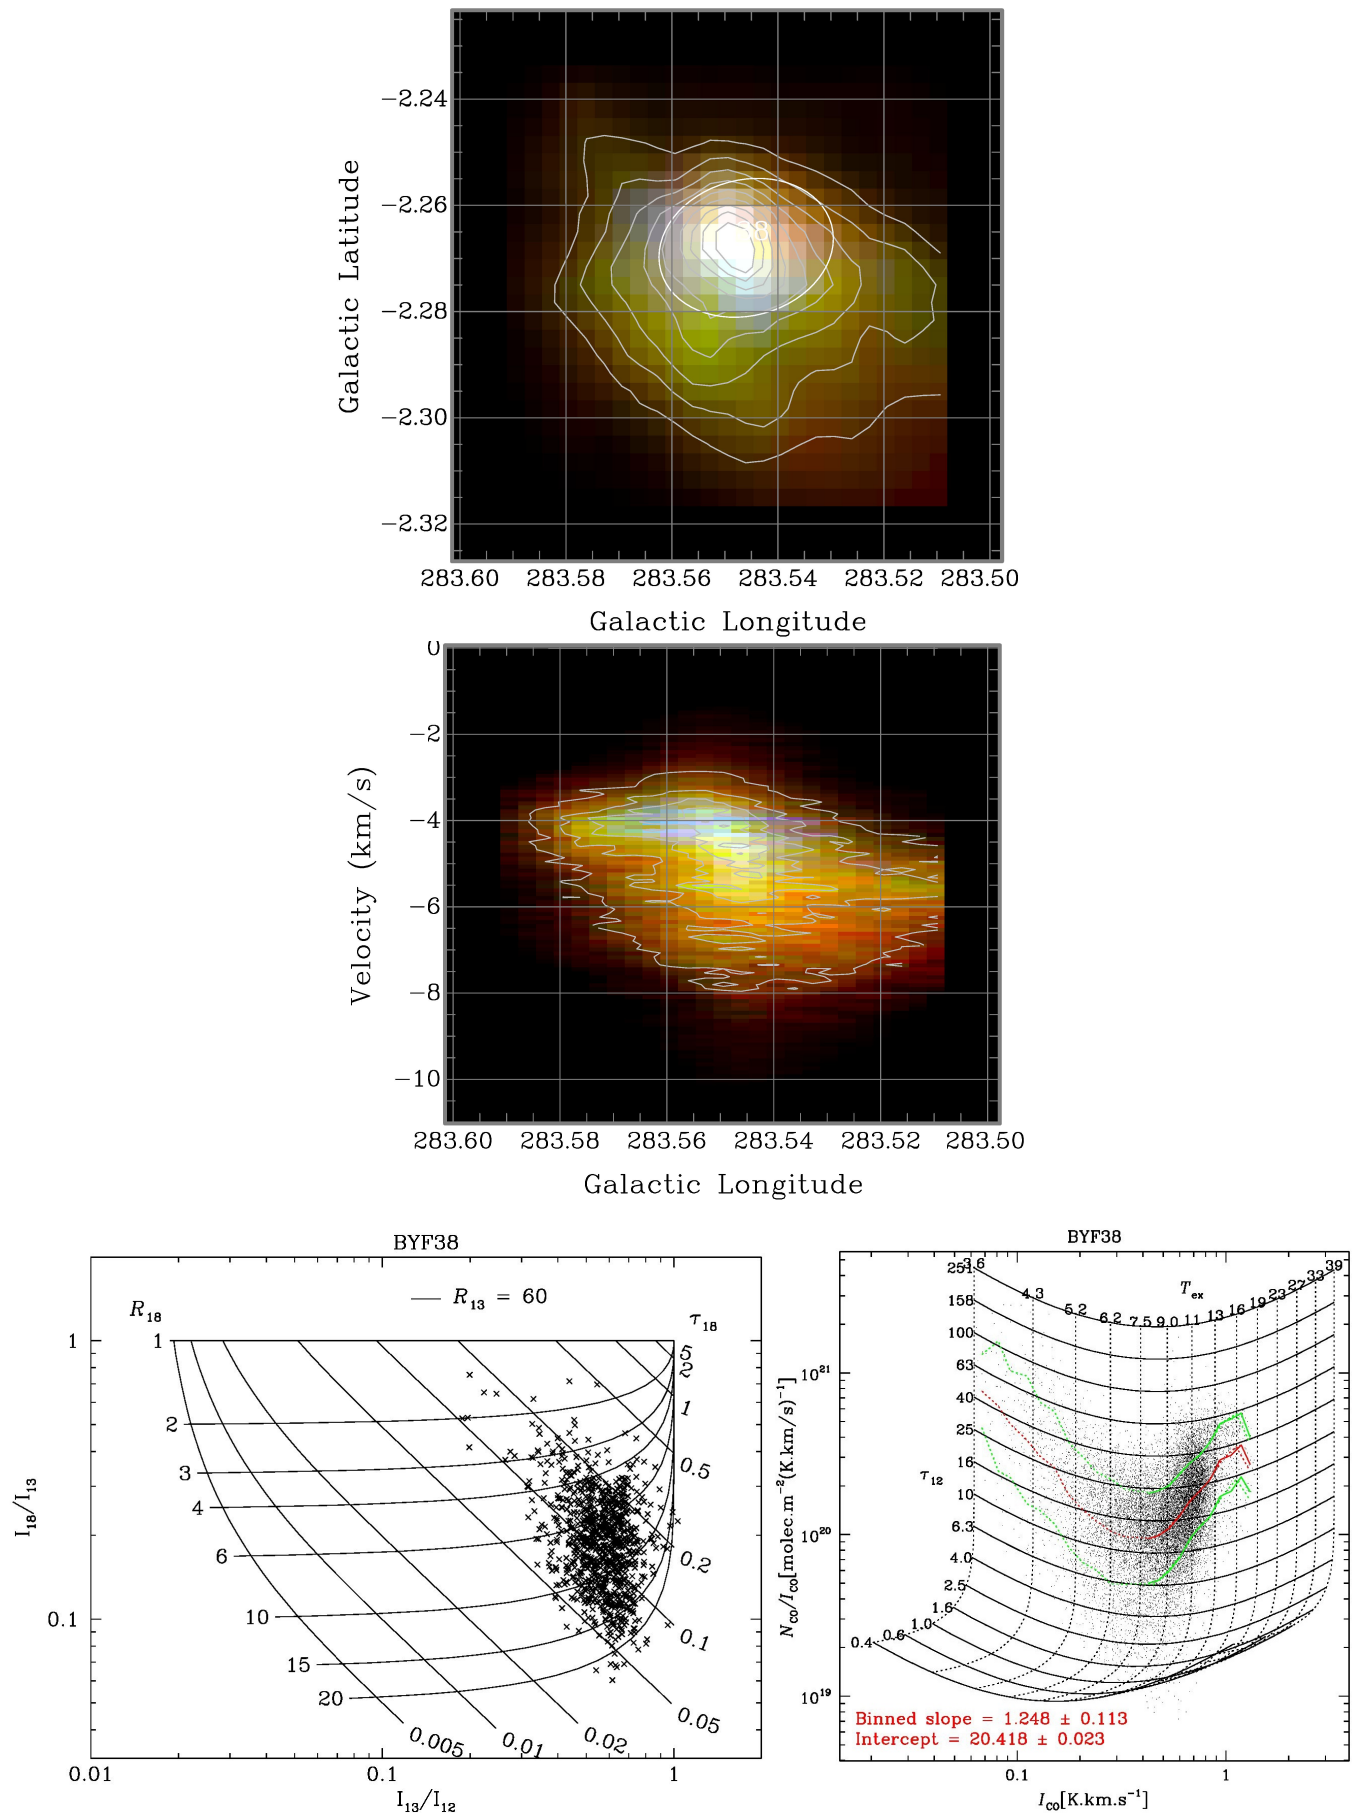 Galactic Latitude
−2.24
−2.26
−2.28
−2.30
−2.32
283.60 283.58 283.56 283.54 283.52 283.50
Galactic Longitude
Velocity (km/s)
0
−2
−4
−6
−8
−10
283.60 283.58 283.56 283.54 283.52 283.50
Galactic Longitude
BYF38
R13 = 60
R18
τ18
I18/I13
1
0.1
1
2
3
4
6
10
15
20
5
2
1
0.5
0.2
0.1
0.05
0.02
0.01
0.005
0.01 0.1 1
I13/I12
BYF38
Tex
3.6 4.3 5.2 6.2 7.5 9.0 11 13 16 19 23 27 33 39
τ12
251
158
100
63
40
25
16
10
6.3
4.0
2.5
1.6
1.0
0.6
0.4
NCO/ICO[molec.m−2(K.km/s)−1]
10²¹
10²⁰
10¹⁹
Binned slope = 1.248 ± 0.113
Intercept = 20.418 ± 0.023
0.1 1
ICO[K.km.s−1]